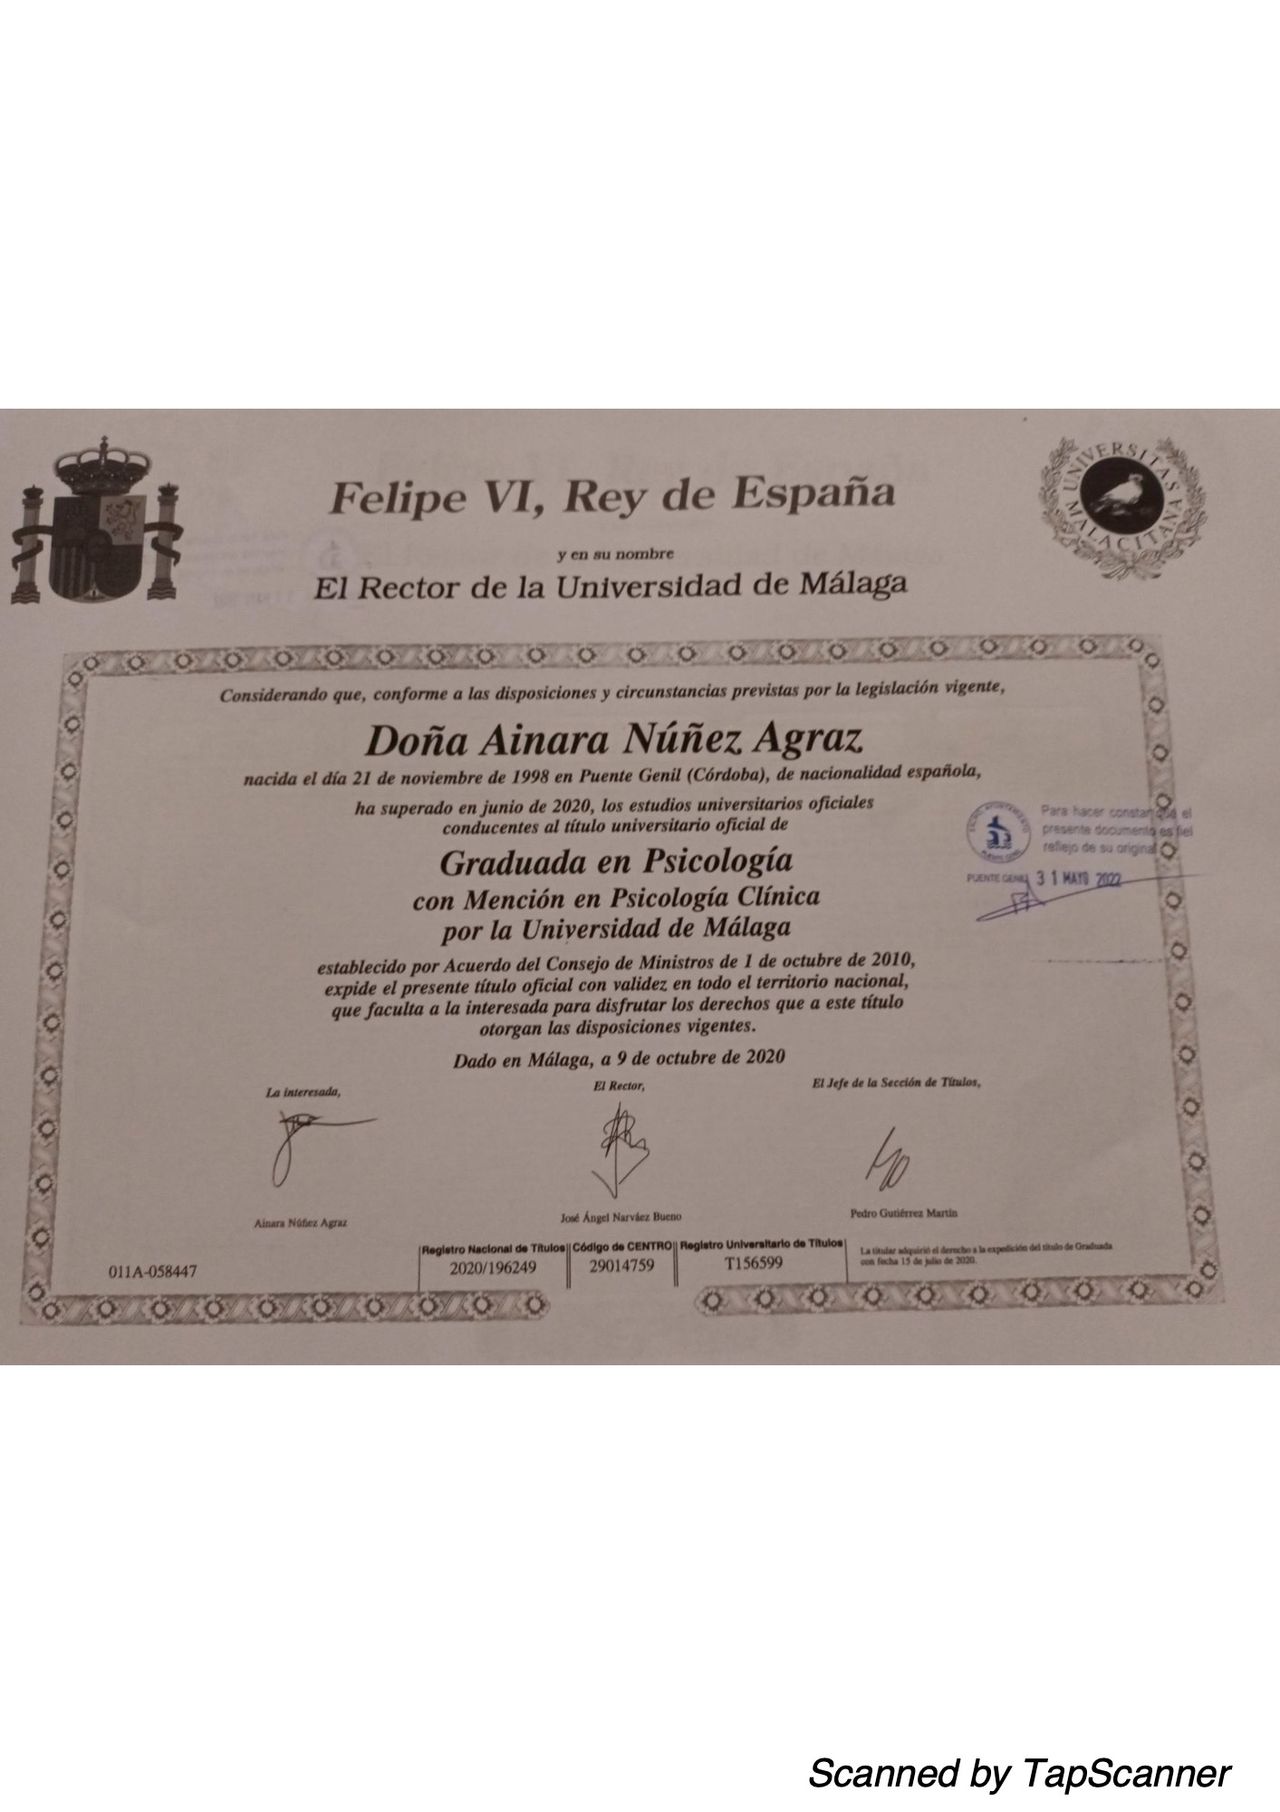 UNIVERSITAS MALACITANA
Felipe VI, Rey de España
y en su nombre
El Rector de la Universidad de Málaga
Considerando que, conforme a las disposiciones y circunstancias previstas por la legislación vigente,
Doña Ainara Núñez Agraz
nacida el día 21 de noviembre de 1998 en Puente Genil (Córdoba), de nacionalidad española,
ha superado en junio de 2020, los estudios universitarios oficiales
conducentes al título universitario oficial de
Graduada en Psicología
con Mención en Psicología Clínica
por la Universidad de Málaga
Para hacer constar que el
presente documento es fiel
reflejo de su original
PUENTE GENIL 31 MAYO 2022
establecido por Acuerdo del Consejo de Ministros de 1 de octubre de 2010,
expide el presente título oficial con validez en todo el territorio nacional,
que faculta a la interesada para disfrutar los derechos que a este título
otorgan las disposiciones vigentes.
Dado en Málaga, a 9 de octubre de 2020
La interesada,
El Rector,
El Jefe de la Sección de Títulos,
Ainara Núñez Agraz
José Ángel Narváez Bueno
Pedro Gutiérrez Martín
011A-058447
Registro Nacional de Títulos
2020/196249
Código de CENTRO
29014759
Registro Universitario de Títulos
T156599
La titular adquirió el derecho a la expedición del título de Graduada
con fecha 15 de julio de 2020.
Scanned by TapScanner